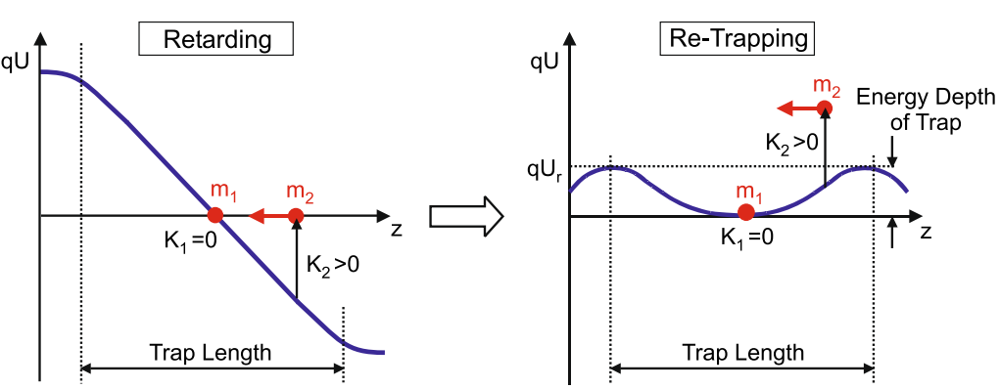 Retarding
qU
m₁
m₂
K₁=0
K₂>0
z
Trap Length
Re-Trapping
qU
m₂
Energy Depth
of Trap
K₂>0
qUᵣ
m₁
K₁=0
z
Trap Length